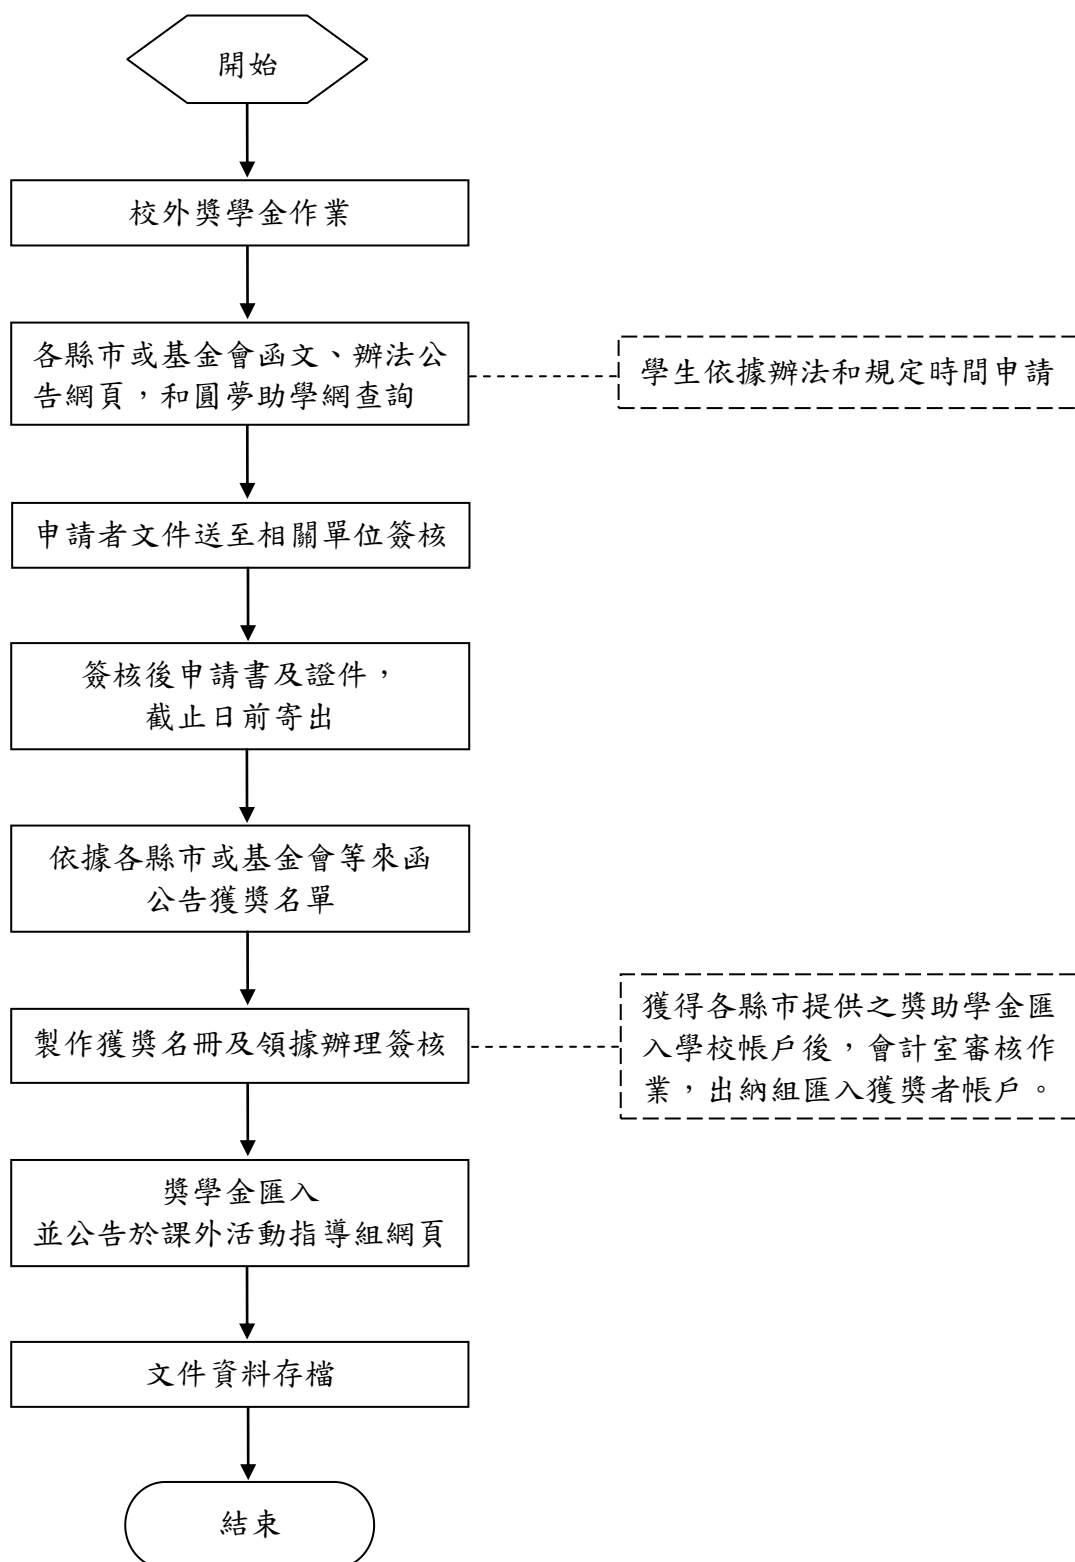 開始
校外獎學金作業
各縣市或基金會函文、辦法公
告網頁，和圓夢助學網查詢
學生依據辦法和規定時間申請
申請者文件送至相關單位簽核
簽核後申請書及證件，
截止日前寄出
依據各縣市或基金會等來函
公告獲獎名單
製作獲獎名冊及領據辦理簽核
獲得各縣市提供之獎助學金匯
入學校帳戶後，會計室審核作
業，出納組匯入獲獎者帳戶。
獎學金匯入
並公告於課外活動指導組網頁
文件資料存檔
結束